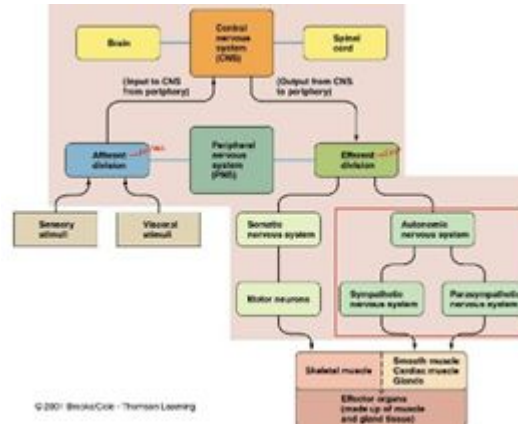 Brain
Central
nervous
system
(CNS)
Spinal
cord
(Input to CNS
from periphery)
(Output from CNS
to periphery)
Afferent
division
Peripheral
nervous
system
(PNS)
Efferent
division
Sensory
stimuli
Visceral
stimuli
Somatic
nervous system
Autonomic
nervous system
Motor neurons
Sympathetic
nervous system
Parasympathetic
nervous system
Skeletal muscle
Smooth muscle
Cardiac muscle
Glands
Effector organs
(made up of muscle
and gland tissue)
© 2001 Brooks/Cole - Thomson Learning